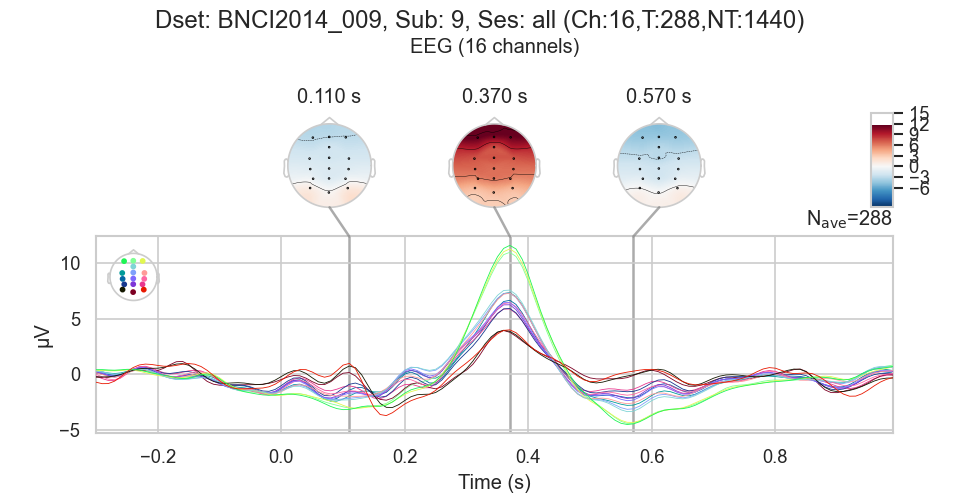 Dset: BNCI2014_009, Sub: 9, Ses: all (Ch:16,T:288,NT:1440)
EEG (16 channels)
0.110 s 0.370 s 0.570 s
15
12
9
6
3
0
−3
−6
Nave=288
10
5
0
−5
µV
−0.2 0.0 0.2 0.4 0.6 0.8
Time (s)